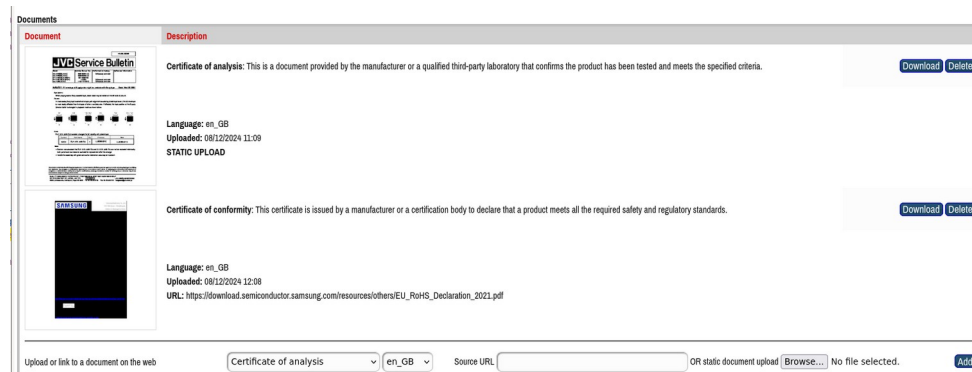 Documents
Document Description
JVC Service Bulletin
Certificate of analysis: This is a document provided by the manufacturer or a qualified third-party laboratory that confirms the product has been tested and meets the specified criteria.
Download Delete
Language: en_GB
Uploaded: 08/12/2024 11:09
STATIC UPLOAD
SAMSUNG
Certificate of conformity: This certificate is issued by a manufacturer or a certification body to declare that a product meets all the required safety and regulatory standards.
Download Delete
Language: en_GB
Uploaded: 08/12/2024 12:08
URL: https://download.semiconductor.samsung.com/resources/others/EU_RoHS_Declaration_2021.pdf
Upload or link to a document on the web Certificate of analysis en_GB Source URL OR static document upload Browse... No file selected. Add